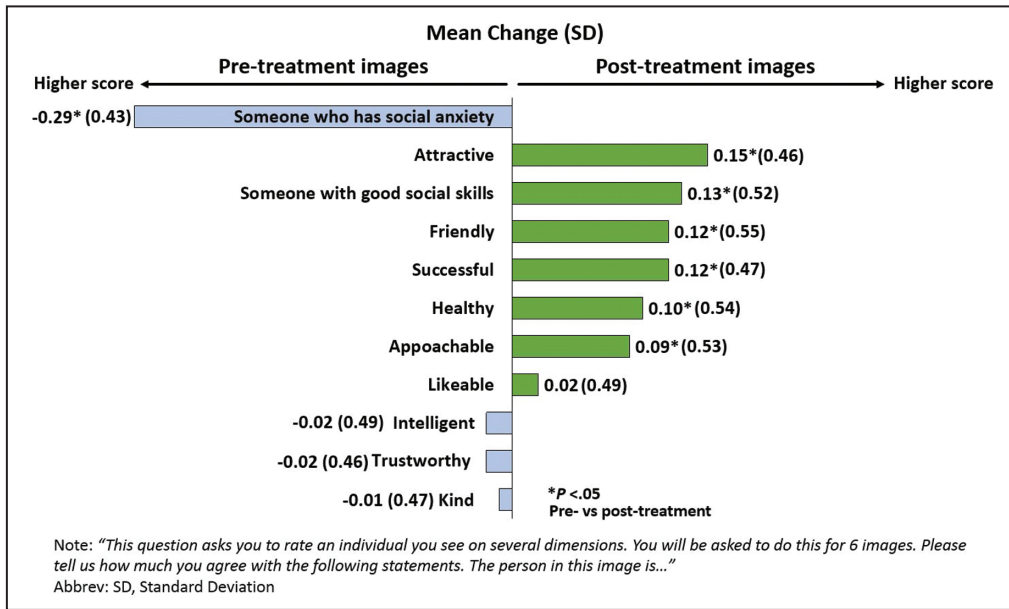 Mean Change (SD)
Pre-treatment images Post-treatment images
Higher score Higher score
-0.29* (0.43) Someone who has social anxiety
Attractive 0.15*(0.46)
Someone with good social skills 0.13*(0.52)
Friendly 0.12*(0.55)
Successful 0.12*(0.47)
Healthy 0.10*(0.54)
Appoachable 0.09*(0.53)
Likeable 0.02 (0.49)
-0.02 (0.49) Intelligent
-0.02 (0.46) Trustworthy
-0.01 (0.47) Kind
*P <.05
Pre- vs post-treatment
Note: “This question asks you to rate an individual you see on several dimensions. You will be asked to do this for 6 images. Please
tell us how much you agree with the following statements. The person in this image is...”
Abbrev: SD, Standard Deviation